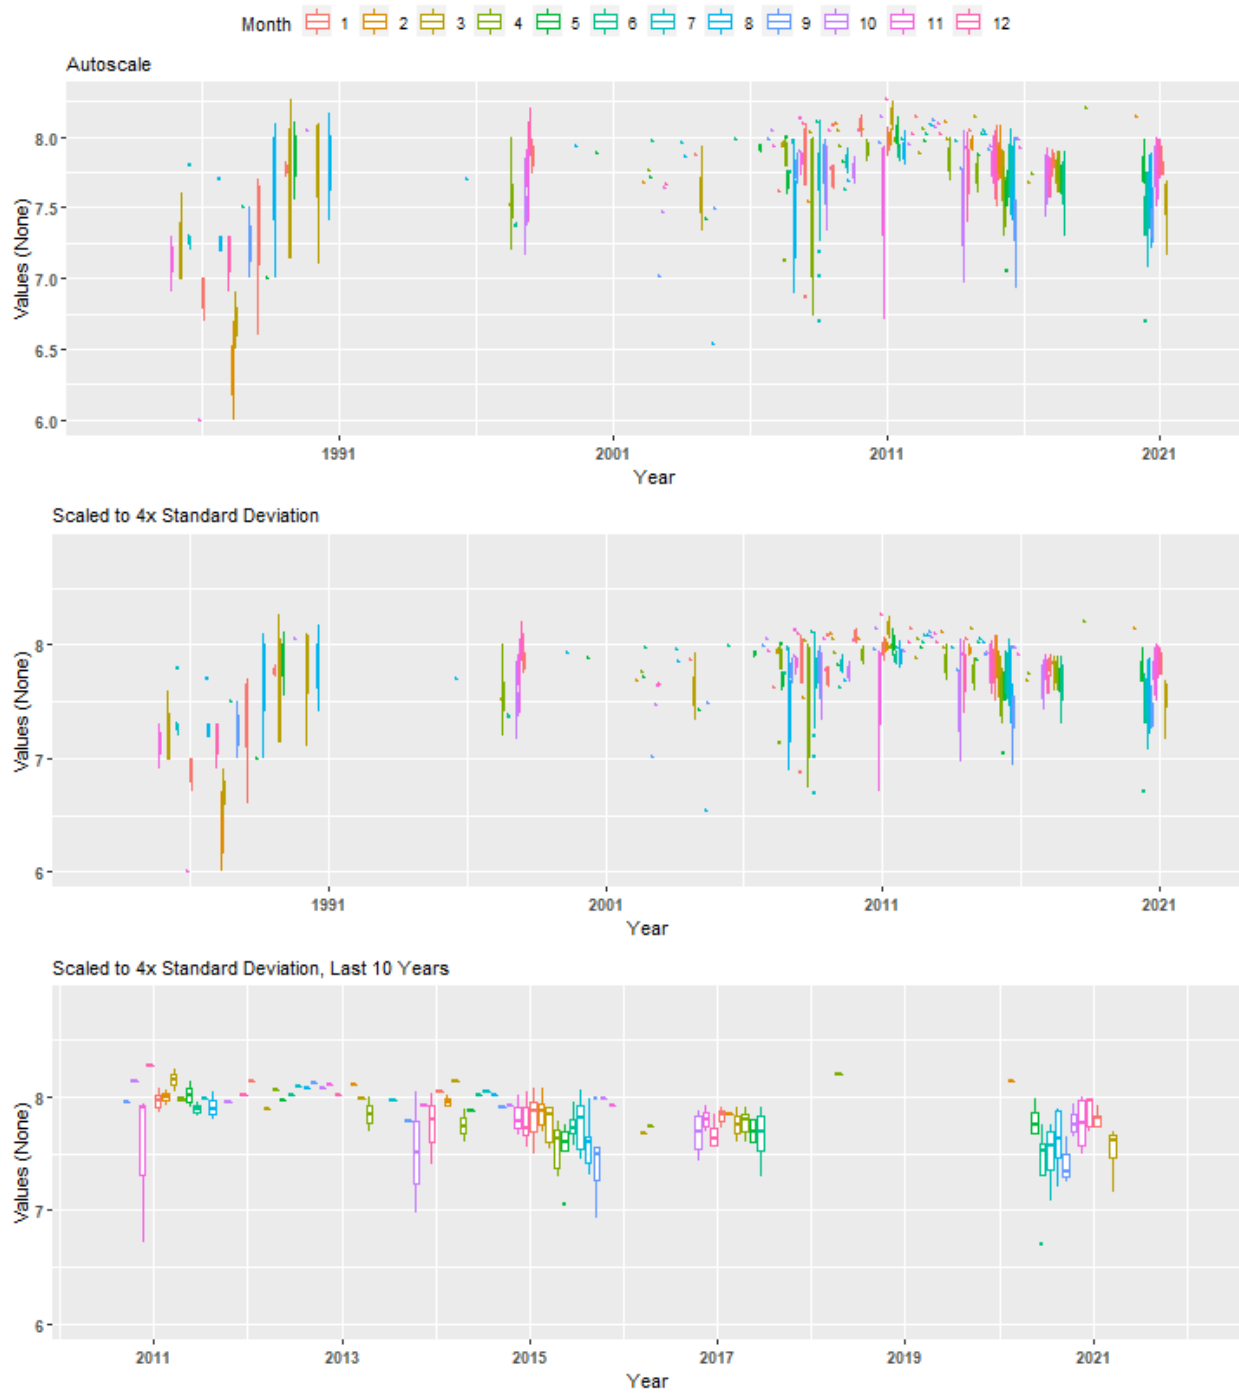 Month 1 2 3 4 5 6 7 8 9 10 11 12
Autoscale
Values (None)
8.0
7.5
7.0
6.5
6.0
1991 2001 2011 2021
Year
Scaled to 4x Standard Deviation
Values (None)
8
7
6
1991 2001 2011 2021
Year
Scaled to 4x Standard Deviation, Last 10 Years
Values (None)
8
7
6
2011 2013 2015 2017 2019 2021
Year